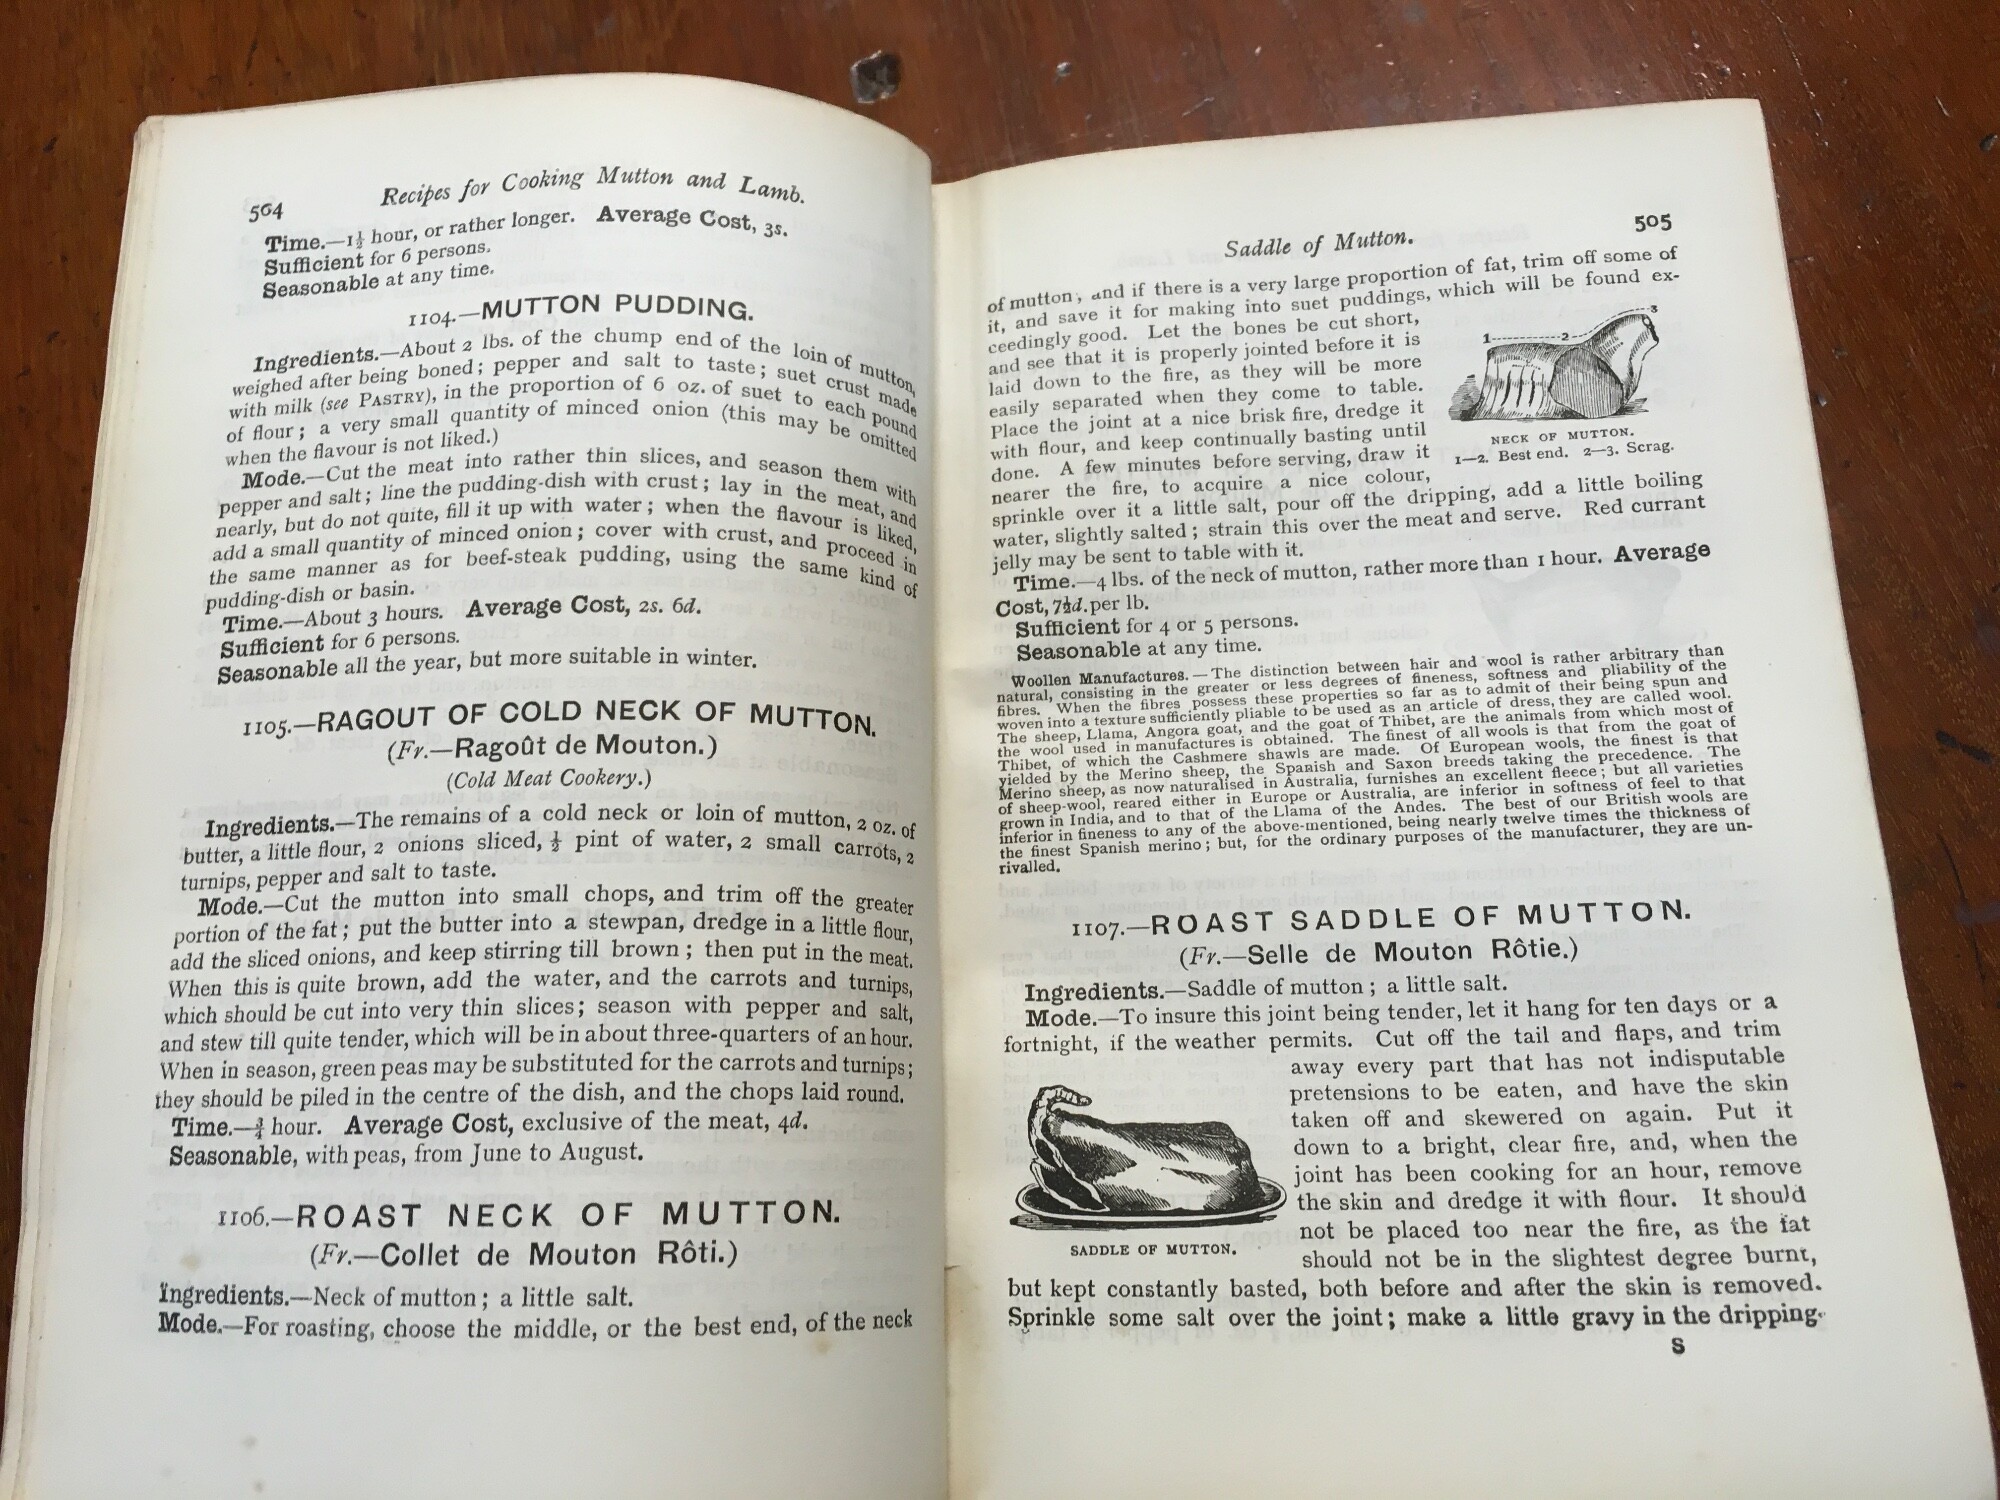 504
Recipes for Cooking Mutton and Lamb.
Time.—1½ hour, or rather longer. Average Cost, 3s.
Sufficient for 6 persons.
Seasonable at any time.
1104.—MUTTON PUDDING.
Ingredients.—About 2 lbs. of the chump end of the loin of mutton,
weighed after being boned; pepper and salt to taste; suet crust made
with milk (see PASTRY), in the proportion of 6 oz. of suet to each pound
of flour; a very small quantity of minced onion (this may be omitted
when the flavour is not liked.)
Mode.—Cut the meat into rather thin slices, and season them with
pepper and salt; line the pudding-dish with crust; lay in the meat, and
nearly, but do not quite, fill it up with water; when the flavour is liked,
add a small quantity of minced onion; cover with crust, and proceed in
the same manner as for beef-steak pudding, using the same kind of
pudding-dish or basin.
Time.—About 3 hours. Average Cost, 2s. 6d.
Sufficient for 6 persons.
Seasonable all the year, but more suitable in winter.
1105.—RAGOUT OF COLD NECK OF MUTTON.
(Fr.—Ragoût de Mouton.)
(Cold Meat Cookery.)
Ingredients.—The remains of a cold neck or loin of mutton, 2 oz. of
butter, a little flour, 2 onions sliced, ½ pint of water, 2 small carrots, 2
turnips, pepper and salt to taste.
Mode.—Cut the mutton into small chops, and trim off the greater
portion of the fat; put the butter into a stewpan, dredge in a little flour,
add the sliced onions, and keep stirring till brown; then put in the meat.
When this is quite brown, add the water, and the carrots and turnips,
which should be cut into very thin slices; season with pepper and salt,
and stew till quite tender, which will be in about three-quarters of an hour.
When in season, green peas may be substituted for the carrots and turnips;
they should be piled in the centre of the dish, and the chops laid round.
Time.—¾ hour. Average Cost, exclusive of the meat, 4d.
Seasonable, with peas, from June to August.
1106.—ROAST NECK OF MUTTON.
(Fr.—Collet de Mouton Rôti.)
Ingredients.—Neck of mutton; a little salt.
Mode.—For roasting, choose the middle, or the best end, of the neck
Saddle of Mutton.
505
of mutton, and if there is a very large proportion of fat, trim off some of
it, and save it for making into suet puddings, which will be found ex-
ceedingly good. Let the bones be cut short,
and see that it is properly jointed before it is
laid down to the fire, as they will be more
easily separated when they come to table.
Place the joint at a nice brisk fire, dredge it
with flour, and keep continually basting until
done. A few minutes before serving, draw it
nearer the fire, to acquire a nice colour,
sprinkle over it a little salt, pour off the dripping, add a little boiling
water, slightly salted; strain this over the meat and serve. Red currant
jelly may be sent to table with it.
1 2 3
NECK OF MUTTON.
1—2. Best end. 2—3. Scrag.
Time.—4 lbs. of the neck of mutton, rather more than 1 hour. Average
Cost, 7½d. per lb.
Sufficient for 4 or 5 persons.
Seasonable at any time.
Woollen Manufactures.—The distinction between hair and wool is rather arbitrary than
natural, consisting in the greater or less degrees of fineness, softness and pliability of the
fibres. When the fibres possess these properties so far as to admit of their being spun and
woven into a texture sufficiently pliable to be used as an article of dress, they are called wool.
The sheep, Llama, Angora goat, and the goat of Thibet, are the animals from which most of
the wool used in manufactures is obtained. The finest of all wools is that from the goat of
Thibet, of which the Cashmere shawls are made. Of European wools, the finest is that
yielded by the Merino sheep, the Spanish and Saxon breeds taking the precedence. The
Merino sheep, as now naturalised in Australia, furnishes an excellent fleece; but all varieties
of sheep-wool, reared either in Europe or Australia, are inferior in softness of feel to that
grown in India, and to that of the Llama of the Andes. The best of our British wools are
inferior in fineness to any of the above-mentioned, being nearly twelve times the thickness of
the finest Spanish merino; but, for the ordinary purposes of the manufacturer, they are un-
rivalled.
1107.—ROAST SADDLE OF MUTTON.
(Fr.—Selle de Mouton Rôtie.)
Ingredients.—Saddle of mutton; a little salt.
Mode.—To insure this joint being tender, let it hang for ten days or a
fortnight, if the weather permits. Cut off the tail and flaps, and trim
away every part that has not indisputable
pretensions to be eaten, and have the skin
taken off and skewered on again. Put it
down to a bright, clear fire, and, when the
joint has been cooking for an hour, remove
the skin and dredge it with flour. It should
not be placed too near the fire, as the fat
should not be in the slightest degree burnt,
SADDLE OF MUTTON.
but kept constantly basted, both before and after the skin is removed.
Sprinkle some salt over the joint; make a little gravy in the dripping-
S